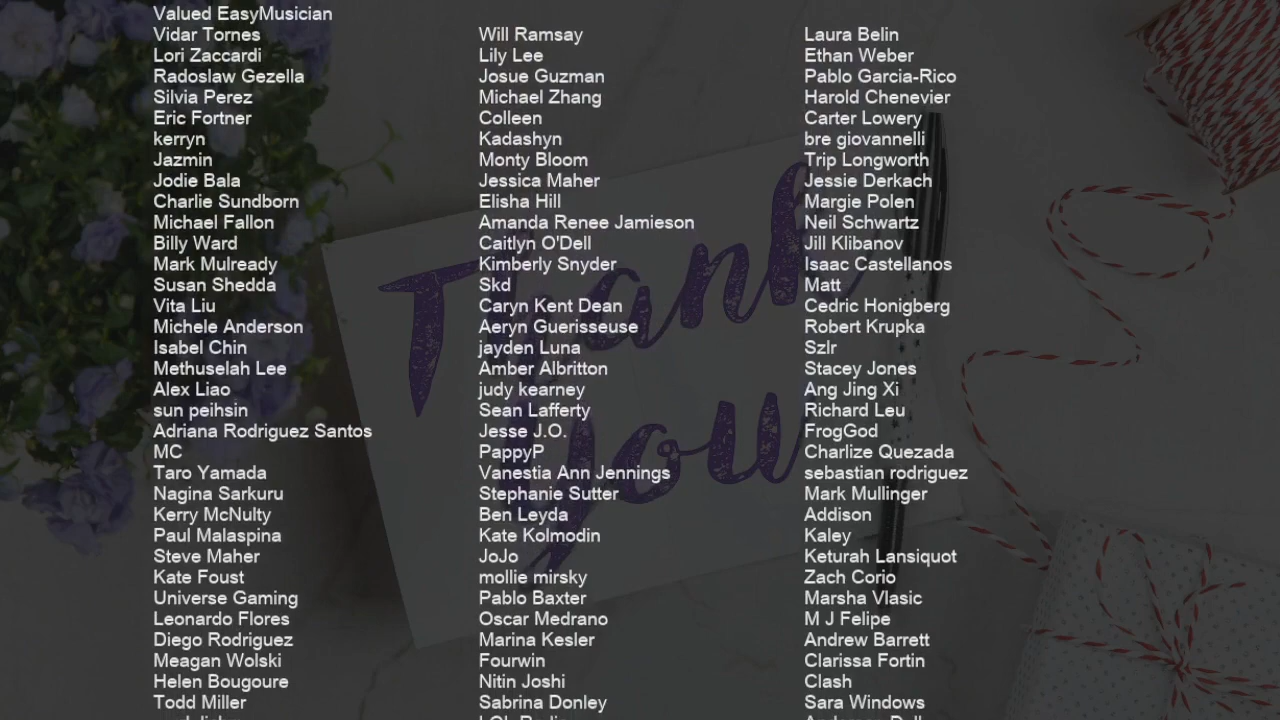 Valued EasyMusician
Vidar Tornes
Lori Zaccardi
Radoslaw Gezella
Silvia Perez
Eric Fortner
kerryn
Jazmin
Jodie Bala
Charlie Sundborn
Michael Fallon
Billy Ward
Mark Mulready
Susan Shedda
Vita Liu
Michele Anderson
Isabel Chin
Methuselah Lee
Alex Liao
sun peihsin
Adriana Rodriguez Santos
MC
Taro Yamada
Nagina Sarkuru
Kerry McNulty
Paul Malaspina
Steve Maher
Kate Foust
Universe Gaming
Leonardo Flores
Diego Rodriguez
Meagan Wolski
Helen Bougoure
Todd Miller
Will Ramsay
Lily Lee
Josue Guzman
Michael Zhang
Colleen
Kadashyn
Monty Bloom
Jessica Maher
Elisha Hill
Amanda Renee Jamieson
Caitlyn O'Dell
Kimberly Snyder
Skd
Caryn Kent Dean
Aeryn Guerisseuse
jayden Luna
Amber Albritton
judy kearney
Sean Lafferty
Jesse J.O.
PappyP
Vanestia Ann Jennings
Stephanie Sutter
Ben Leyda
Kate Kolmodin
JoJo
mollie mirsky
Pablo Baxter
Oscar Medrano
Marina Kesler
Fourwin
Nitin Joshi
Sabrina Donley
Laura Belin
Ethan Weber
Pablo Garcia-Rico
Harold Chenevier
Carter Lowery
bre giovannelli
Trip Longworth
Jessie Derkach
Margie Polen
Neil Schwartz
Jill Klibanov
Isaac Castellanos
Matt
Cedric Honigberg
Robert Krupka
Szlr
Stacey Jones
Ang Jing Xi
Richard Leu
FrogGod
Charlize Quezada
sebastian rodriguez
Mark Mullinger
Addison
Kaley
Keturah Lansiquot
Zach Corio
Marsha Vlasic
M J Felipe
Andrew Barrett
Clarissa Fortin
Clash
Sara Windows
Thank
You